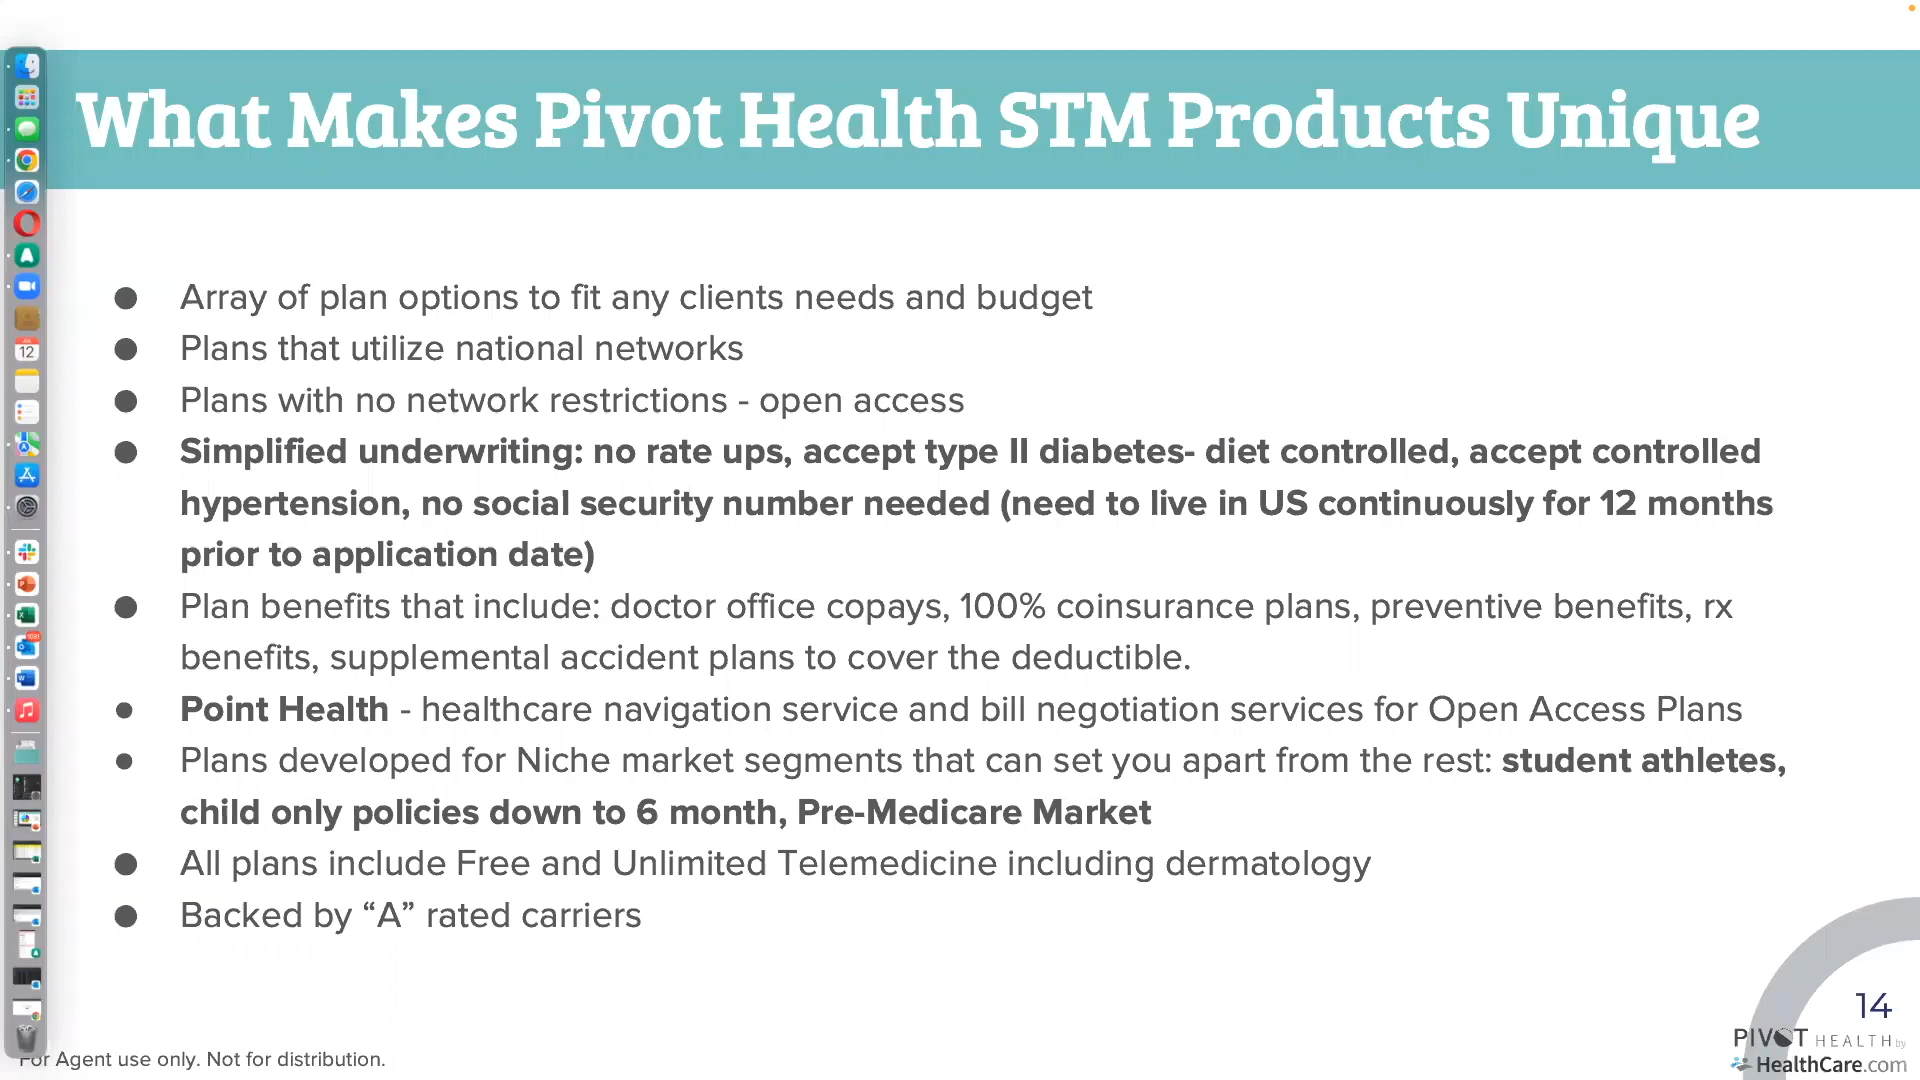 What Makes Pivot Health STM Products Unique
● Array of plan options to fit any clients needs and budget
● Plans that utilize national networks
● Plans with no network restrictions - open access
● Simplified underwriting: no rate ups, accept type II diabetes- diet controlled, accept controlled
hypertension, no social security number needed (need to live in US continuously for 12 months
prior to application date)
● Plan benefits that include: doctor office copays, 100% coinsurance plans, preventive benefits, rx
benefits, supplemental accident plans to cover the deductible.
● Point Health - healthcare navigation service and bill negotiation services for Open Access Plans
● Plans developed for Niche market segments that can set you apart from the rest: student athletes,
child only policies down to 6 month, Pre-Medicare Market
● All plans include Free and Unlimited Telemedicine including dermatology
● Backed by “A” rated carriers
12
14
PIVOT HEALTH by
HealthCare.com
For Agent use only. Not for distribution.